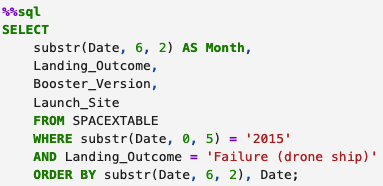 %%sql
SELECT
    substr(Date, 6, 2) AS Month,
    Landing_Outcome,
    Booster_Version,
    Launch_Site
    FROM SPACEXTABLE
    WHERE substr(Date, 0, 5) = '2015'
    AND Landing_Outcome = 'Failure (drone ship)'
    ORDER BY substr(Date, 6, 2), Date;